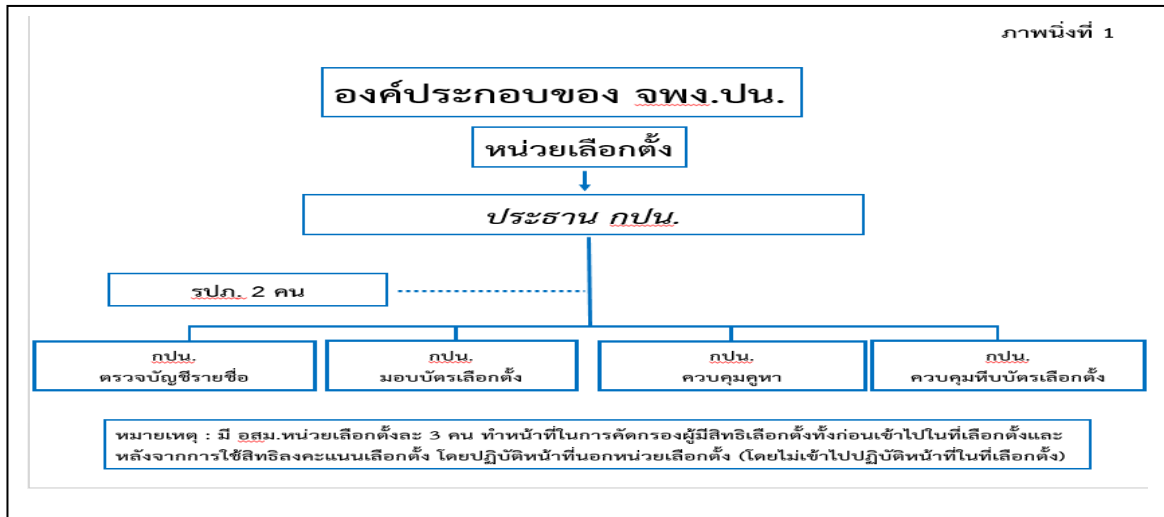 ภาพนิ่งที่ 1
องค์ประกอบของ จพง.ปน.
หน่วยเลือกตั้ง
ประธาน กปน.
รปภ. 2 คน
กปน.
ตรวจบัญชีรายชื่อ
กปน.
มอบบัตรเลือกตั้ง
กปน.
ควบคุมคูหา
กปน.
ควบคุมหีบบัตรเลือกตั้ง
หมายเหตุ : มี อสม.หน่วยเลือกตั้งละ 3 คน ทำหน้าที่ในการคัดกรองผู้มีสิทธิเลือกตั้งทั้งก่อนเข้าไปในที่เลือกตั้งและ
หลังจากการใช้สิทธิลงคะแนนเลือกตั้ง โดยปฏิบัติหน้าที่นอกหน่วยเลือกตั้ง (โดยไม่เข้าไปปฏิบัติหน้าที่ในที่เลือกตั้ง)